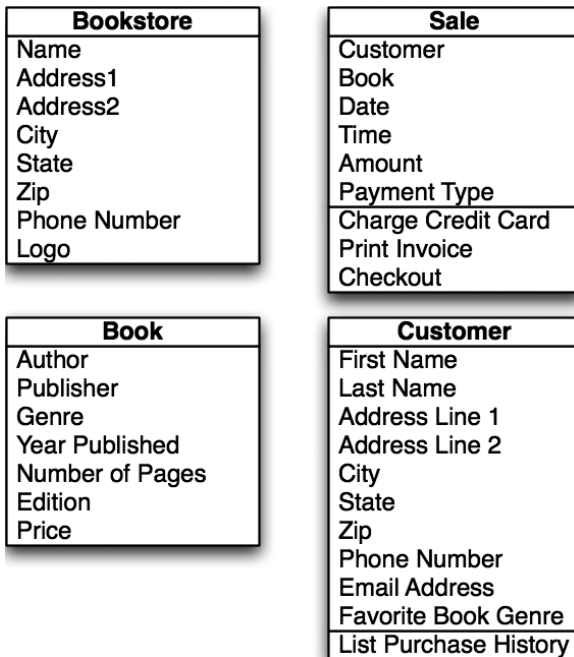 Bookstore
Name
Address1
Address2
City
State
Zip
Phone Number
Logo
Sale
Customer
Book
Date
Time
Amount
Payment Type
Charge Credit Card
Print Invoice
Checkout
Book
Author
Publisher
Genre
Year Published
Number of Pages
Edition
Price
Customer
First Name
Last Name
Address Line 1
Address Line 2
City
State
Zip
Phone Number
Email Address
Favorite Book Genre
List Purchase History